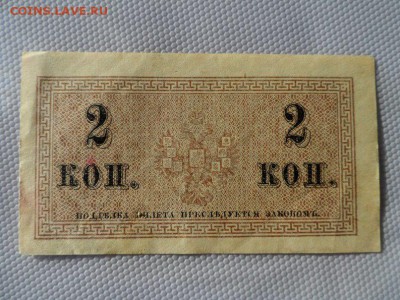 COINS.LAVE.RU
2 2
КОП. КОП.
ПОДДѢЛКА БИЛЕТА ПРЕСЛѢДУЕТСЯ ЗАКОНОМЪ.